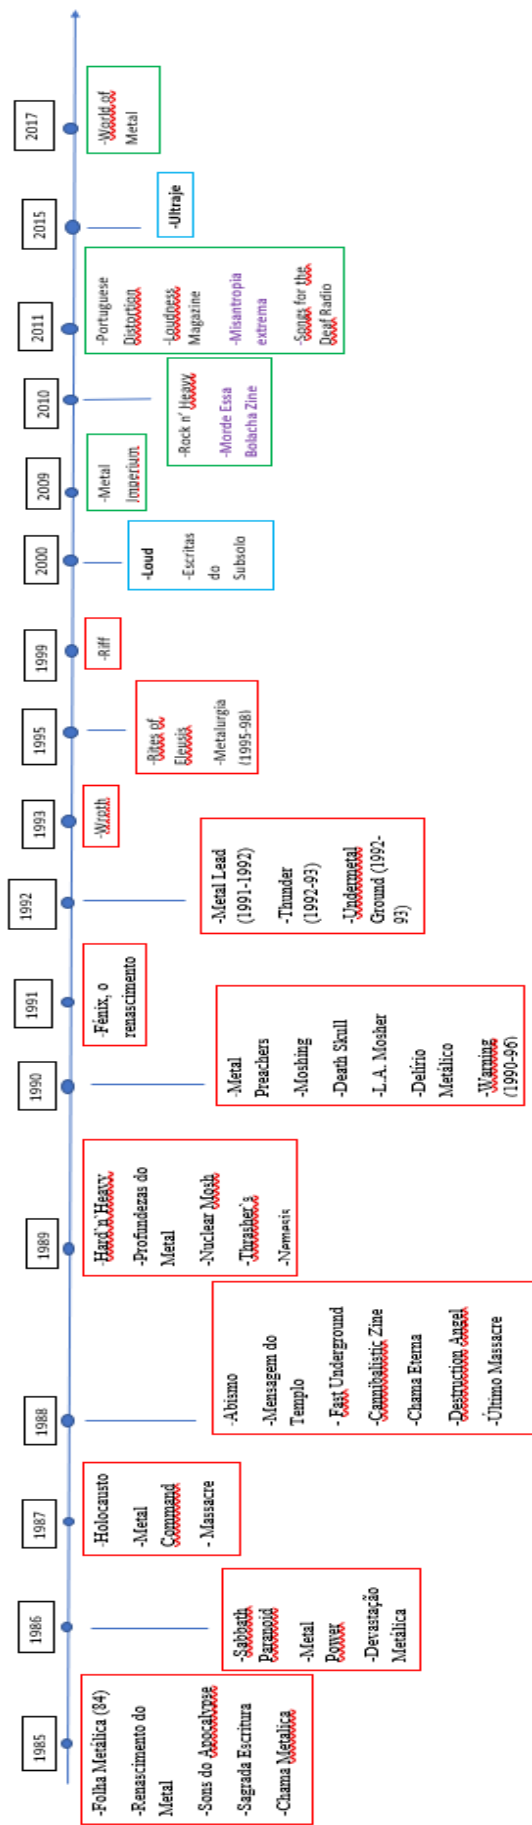 1985
-Folha Metálica (84)
-Renascimento do
Metal
-Sons do Apocalypse
-Sagrada Escritura
-Chama Metalica
1986
-Sabbath
Paranoid
-Metal
Power
-Devastação
Metálica
1987
-Holocausto
-Metal
Command
- Massacre
1988
-Abismo
-Mensagem do
Templo
- Fast Underground
-Cannibalistic Zine
-Chama Eterna
-Destruction Angel
-Último Massacre
1989
-Hard`n`Heavy
-Profundezas do
Metal
-Nuclear Mosh
-Thrasher`s
-Nemesis
1990
-Metal
Preachers
-Moshing
-Death Skull
-L.A. Mosher
-Delírio
Metálico
-Warning
(1990-96)
1991
-Fénix, o
renascimento
1992
-Metal Lead
(1991-1992)
-Thunder
(1992-93)
-Undermetal
Ground (1992-
93)
1993
-Wroth
1995
-Rites of
Eleusis
-Metalurgia
(1995-98)
1999
-Riff
2000
-Loud
-Escritas
do
Subsolo
2009
-Metal
Imperium
2010
-Rock n' Heavy
-Morde Essa
Bolacha Zine
2011
-Portuguese
Distortion
-Loudness
Magazine
-Misantropia
extrema
-Songs for the
Deaf Radio
2015
-Ultraje
2017
-World of
Metal